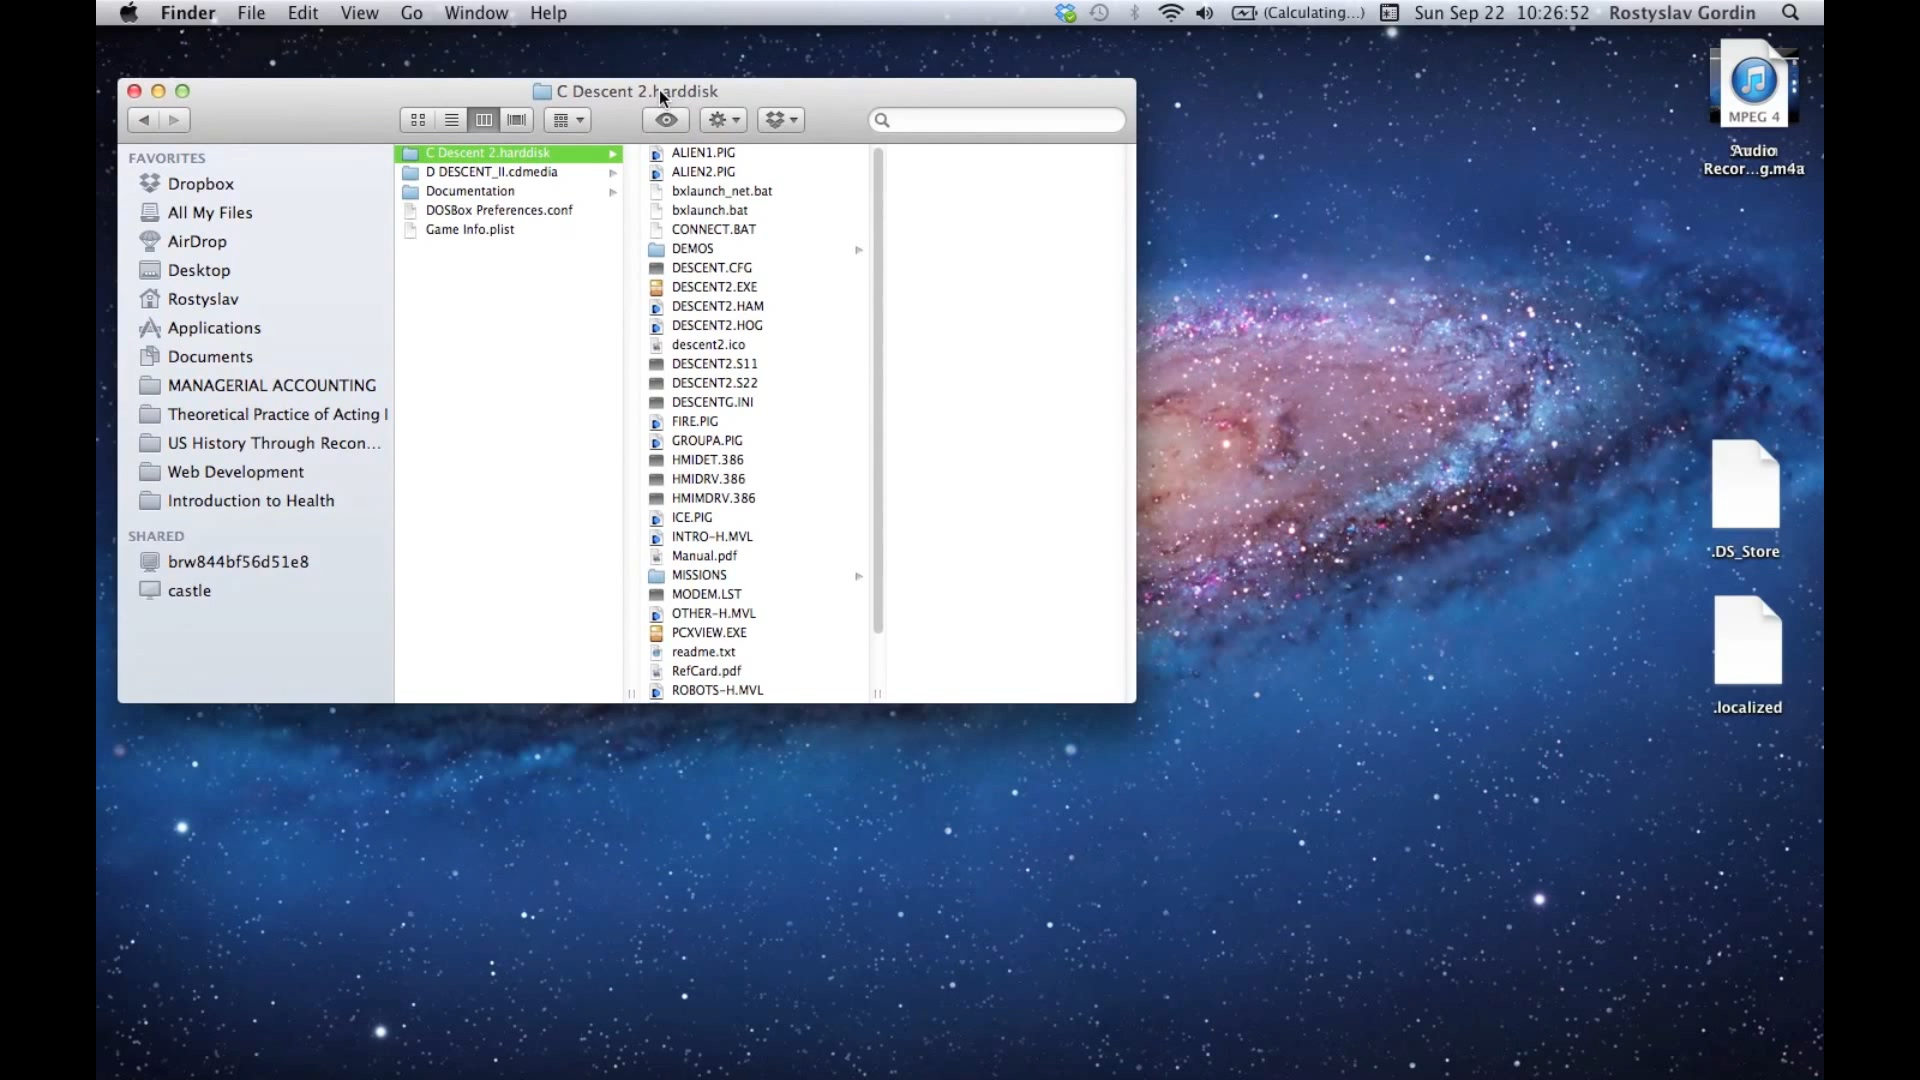 Finder File Edit View Go Window Help (Calculating...) Sun Sep 22 10:26:52 Rostyslav Gordin
C Descent 2.harddisk
FAVORITES
Dropbox
All My Files
AirDrop
Desktop
Rostyslav
Applications
Documents
MANAGERIAL ACCOUNTING
Theoretical Practice of Acting I
US History Through Recon...
Web Development
Introduction to Health
SHARED
brw844bf56d51e8
castle
C Descent 2.harddisk
D DESCENT_II.cdmedia
Documentation
DOSBox Preferences.conf
Game Info.plist
ALIEN1.PIG
ALIEN2.PIG
bxlaunch_net.bat
bxlaunch.bat
CONNECT.BAT
DEMOS
DESCENT.CFG
DESCENT2.EXE
DESCENT2.HAM
DESCENT2.HOG
descent2.ico
DESCENT2.S11
DESCENT2.S22
DESCENTG.INI
FIRE.PIG
GROUPA.PIG
HMIDET.386
HMIDRV.386
HMIMDRV.386
ICE.PIG
INTRO-H.MVL
Manual.pdf
MISSIONS
MODEM.LST
OTHER-H.MVL
PCXVIEW.EXE
readme.txt
RefCard.pdf
ROBOTS-H.MVL
MPEG 4
Audio
Recor...g.m4a
.DS_Store
.localized